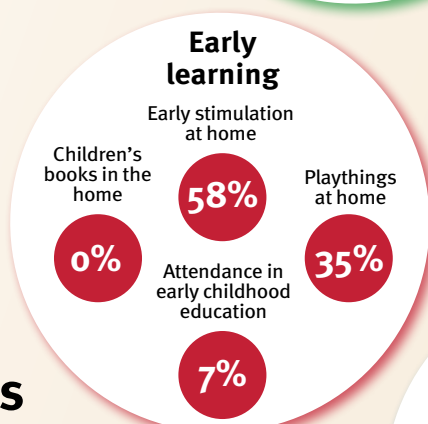 Early
learning
Early stimulation
at home
58%
Children’s
books in the
home
0%
Playthings
at home
35%
Attendance in
early childhood
education
7%
s